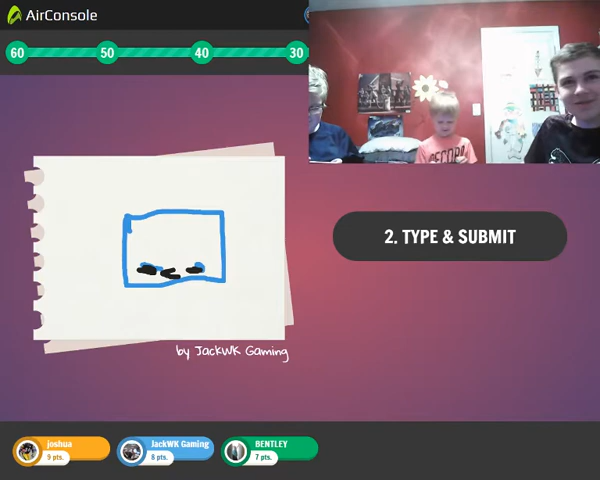 AirConsole
60 50 40 30
2. TYPE & SUBMIT
by JackWK Gaming
joshua
9 pts.
JackWK Gaming
8 pts.
BENTLEY
7 pts.